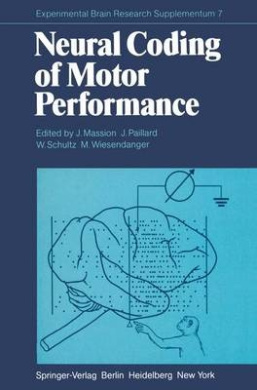 Experimental Brain Research Supplementum 7
Neural Coding
of Motor
Performance
Edited by J. Massion J. Paillard
W. Schultz M. Wiesendanger
Springer-Verlag Berlin Heidelberg New York